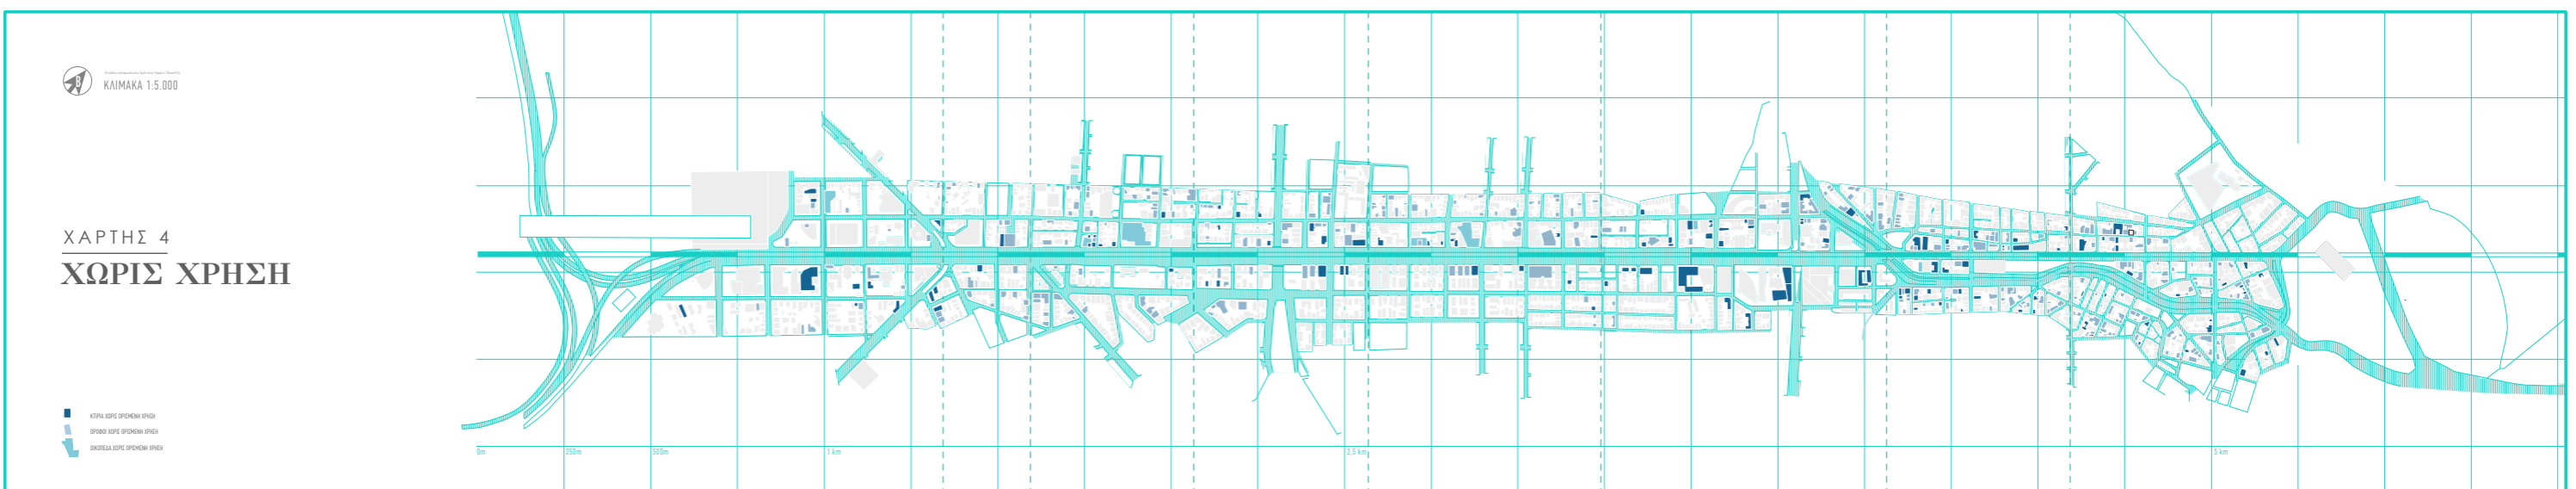 Β
ΚΛΙΜΑΚΑ 1:5.000
ΧΑΡΤΗΣ 4
ΧΩΡΙΣ ΧΡΗΣΗ
ΚΤΙΡΙΑ ΧΩΡΙΣ ΟΡΙΣΜΕΝΗ ΧΡΗΣΗ
ΟΡΟΦΟΙ ΧΩΡΙΣ ΟΡΙΣΜΕΝΗ ΧΡΗΣΗ
ΟΙΚΟΠΕΔΑ ΧΩΡΙΣ ΟΡΙΣΜΕΝΗ ΧΡΗΣΗ
0m 250m 500m 1 km 2,5 km 5 km